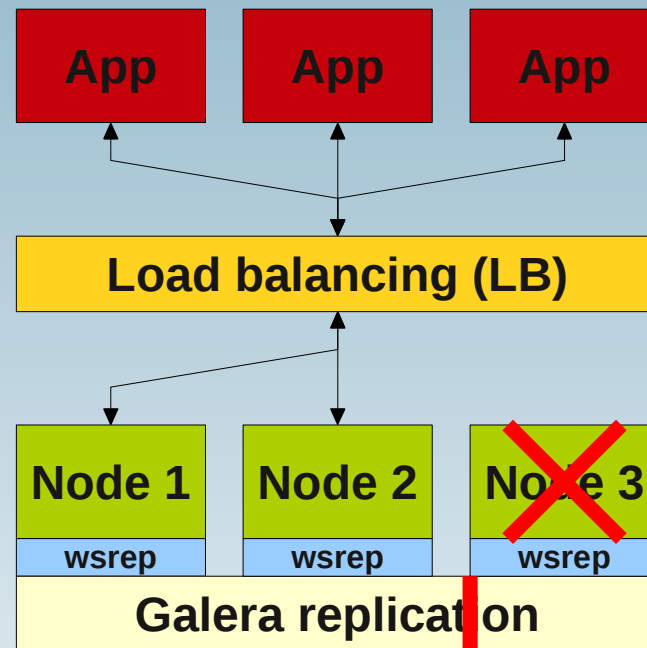 App App App
Load balancing (LB)
Node 1 Node 2 Node 3
wsrep wsrep wsrep
Galera replication